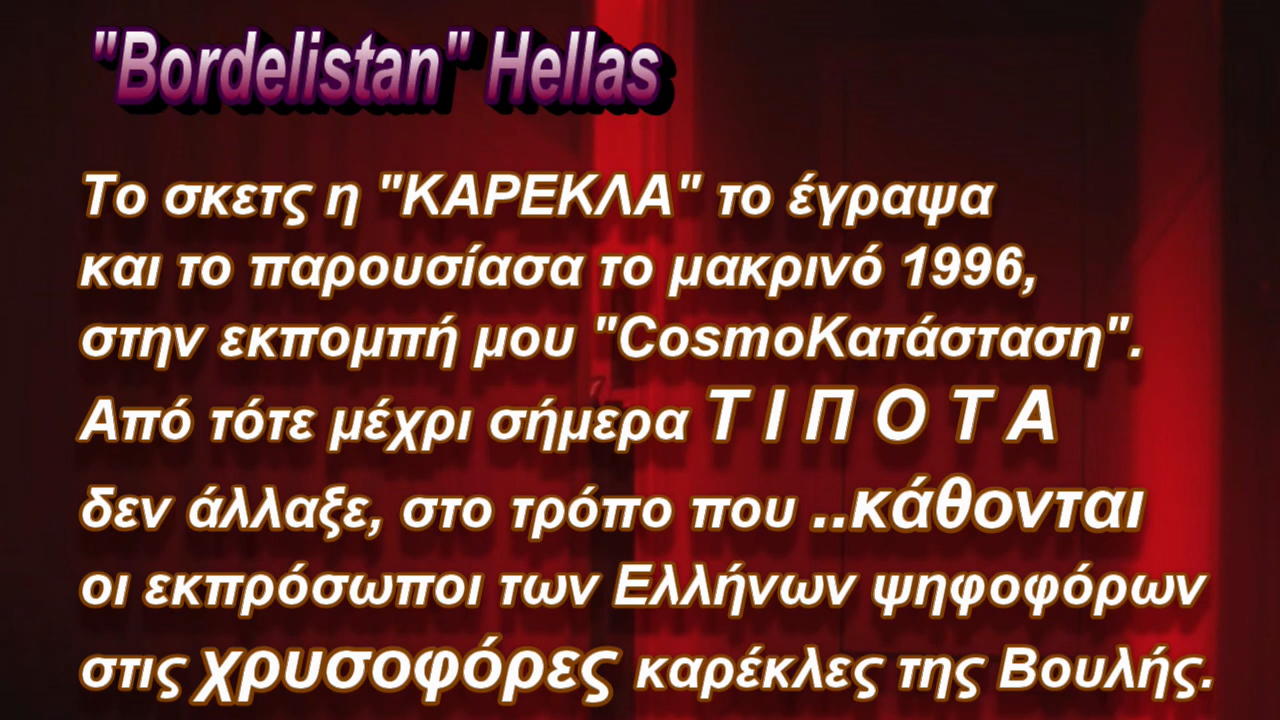 "Bordelistan" Hellas
Το σκετς η "ΚΑΡΕΚΛΑ" το έγραψα
και το παρουσίασα το μακρινό 1996,
στην εκπομπή μου "CosmoΚατάσταση".
Από τότε μέχρι σήμερα Τ Ι Π Ο Τ Α
δεν άλλαξε, στο τρόπο που ..κάθονται
οι εκπρόσωποι των Ελλήνων ψηφοφόρων
στις χρυσοφόρες καρέκλες της Βουλής.